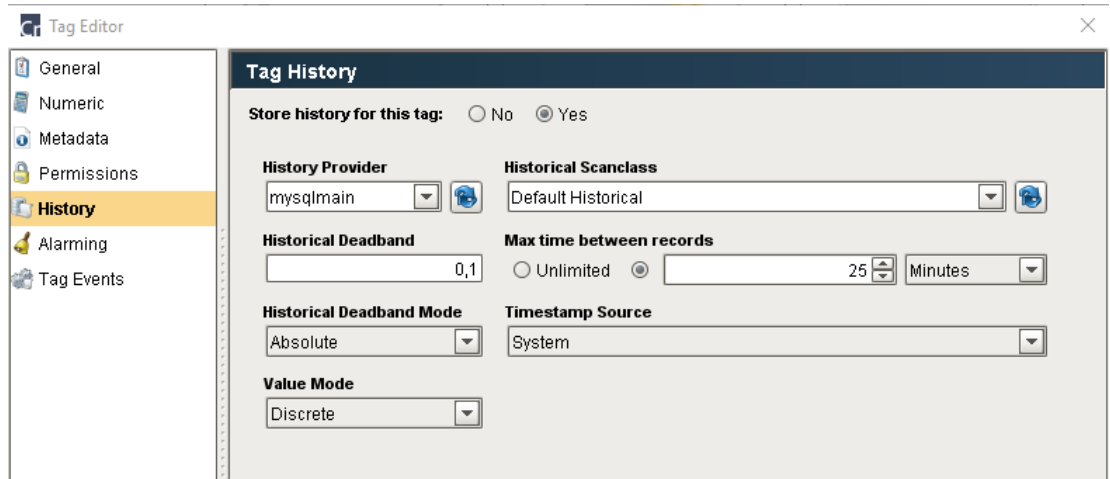 Cr Tag Editor
General
Numeric
Metadata
Permissions
History
Alarming
Tag Events
Tag History
Store history for this tag: No Yes
History Provider Historical Scanclass
mysqlmain Default Historical
Historical Deadband Max time between records
0,1 Unlimited 25 Minutes
Historical Deadband Mode Timestamp Source
Absolute System
Value Mode
Discrete